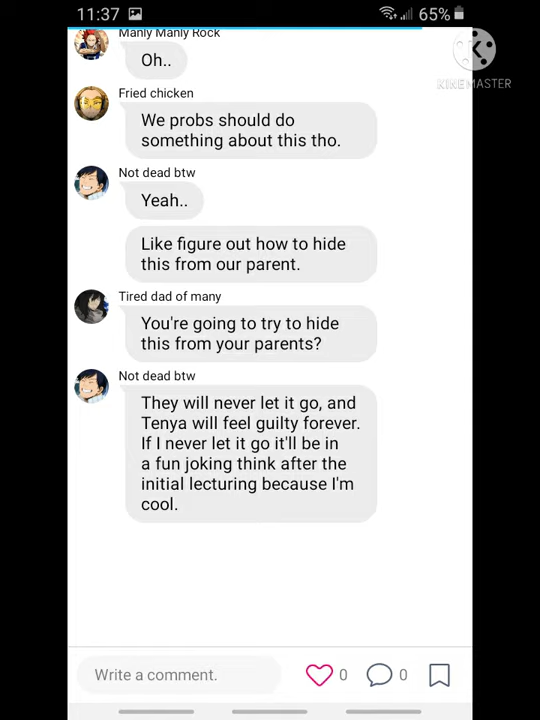 11:37
65%
KINEMASTER
Manly Manly Rock
Oh..
Fried chicken
We probs should do
something about this tho.
Not dead btw
Yeah..
Like figure out how to hide
this from our parent.
Tired dad of many
You're going to try to hide
this from your parents?
Not dead btw
They will never let it go, and
Tenya will feel guilty forever.
If I never let it go it'll be in
a fun joking think after the
initial lecturing because I'm
cool.
Write a comment.
0
0